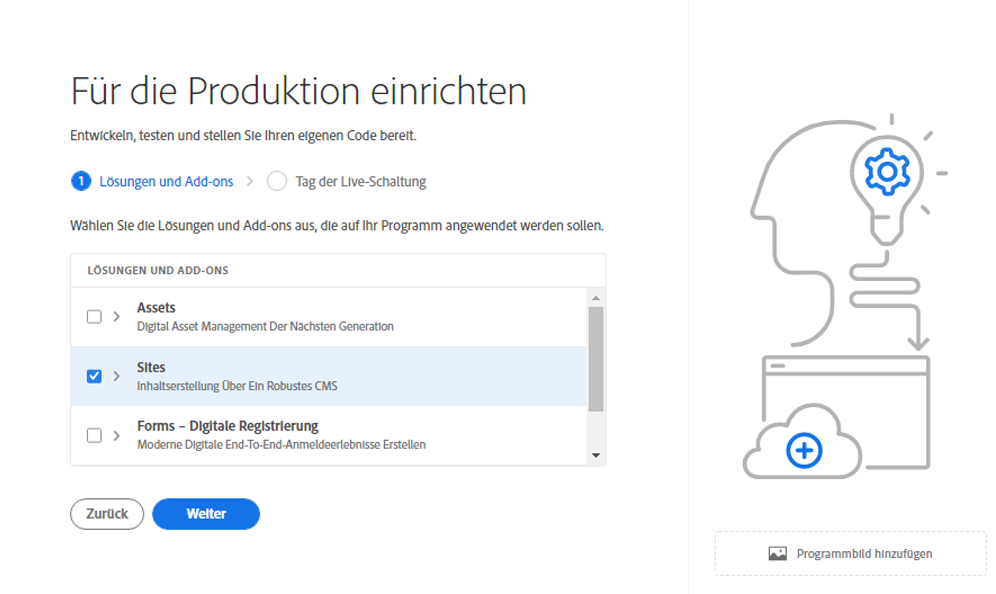 Für die Produktion einrichten
Entwickeln, testen und stellen Sie Ihren eigenen Code bereit.
1 Lösungen und Add-ons > Tag der Live-Schaltung
Wählen Sie die Lösungen und Add-ons aus, die auf Ihr Programm angewendet werden sollen.
LÖSUNGEN UND ADD-ONS
Assets
Digital Asset Management Der Nächsten Generation
Sites
Inhaltserstellung Über Ein Robustes CMS
Forms – Digitale Registrierung
Moderne Digitale End-To-End-Anmeldeerlebnisse Erstellen
Zurück Weiter
Programmbild hinzufügen